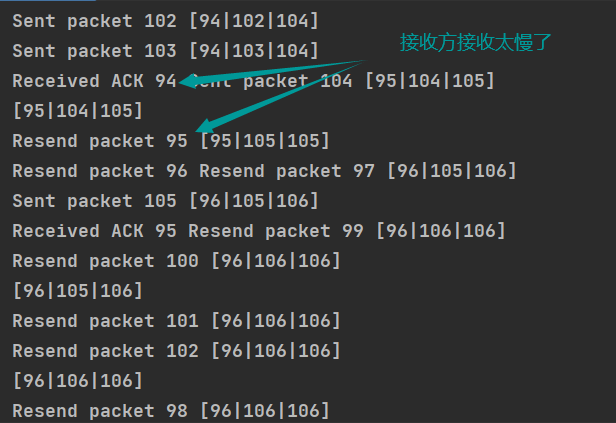 Sent packet 102 [94|102|104]
Sent packet 103 [94|103|104]
接收方接收太慢了
Received ACK 94 Sent packet 104 [95|104|105]
[95|104|105]
Resend packet 95 [95|105|105]
Resend packet 96 Resend packet 97 [96|105|106]
Sent packet 105 [96|105|106]
Received ACK 95 Resend packet 99 [96|106|106]
Resend packet 100 [96|106|106]
[96|105|106]
Resend packet 101 [96|106|106]
Resend packet 102 [96|106|106]
[96|106|106]
Resend packet 98 [96|106|106]